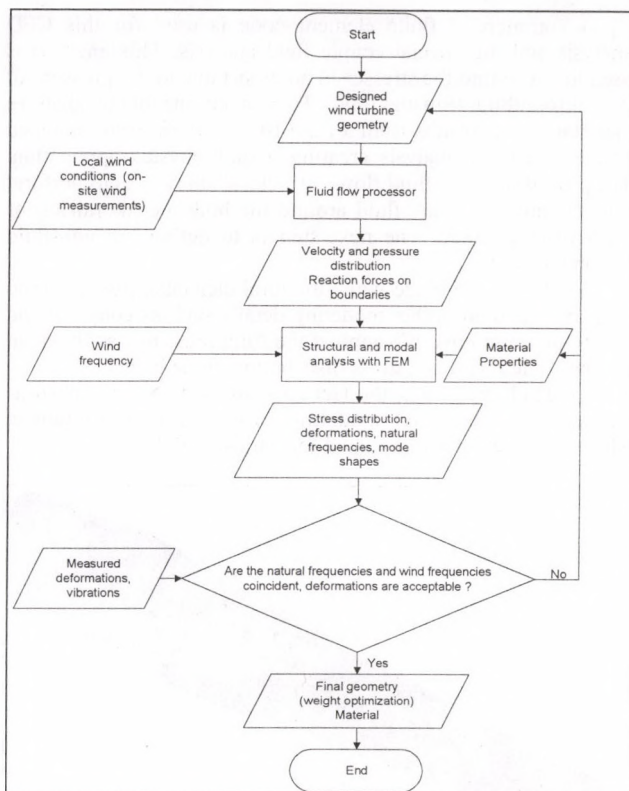 Start
Designed
wind turbine
geometry
Local wind
conditions (on-
site wind
measurements)
Fluid flow processor
Velocity and pressure
distribution
Reaction forces on
boundaries
Wind
frequency
Structural and modal
analysis with FEM
Material
Properties
Stress distribution,
deformations, natural
frequencies, mode
shapes
Measured
deformations,
vibrations
Are the natural frequencies and wind frequencies
coincident, deformations are acceptable ?
No
Yes
Final geometry
(weight optimization)
Material
End